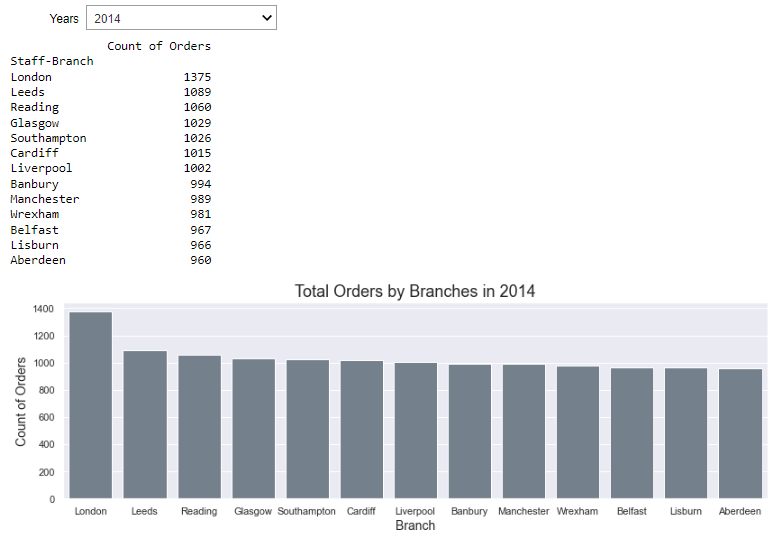 Years 2014
Count of Orders
Staff-Branch
London 1375
Leeds 1089
Reading 1060
Glasgow 1029
Southampton 1026
Cardiff 1015
Liverpool 1002
Banbury 994
Manchester 989
Wrexham 981
Belfast 967
Lisburn 966
Aberdeen 960
Total Orders by Branches in 2014
Count of Orders
1400
1200
1000
800
600
400
200
0
London Leeds Reading Glasgow Southampton Cardiff Liverpool Banbury Manchester Wrexham Belfast Lisburn Aberdeen
Branch